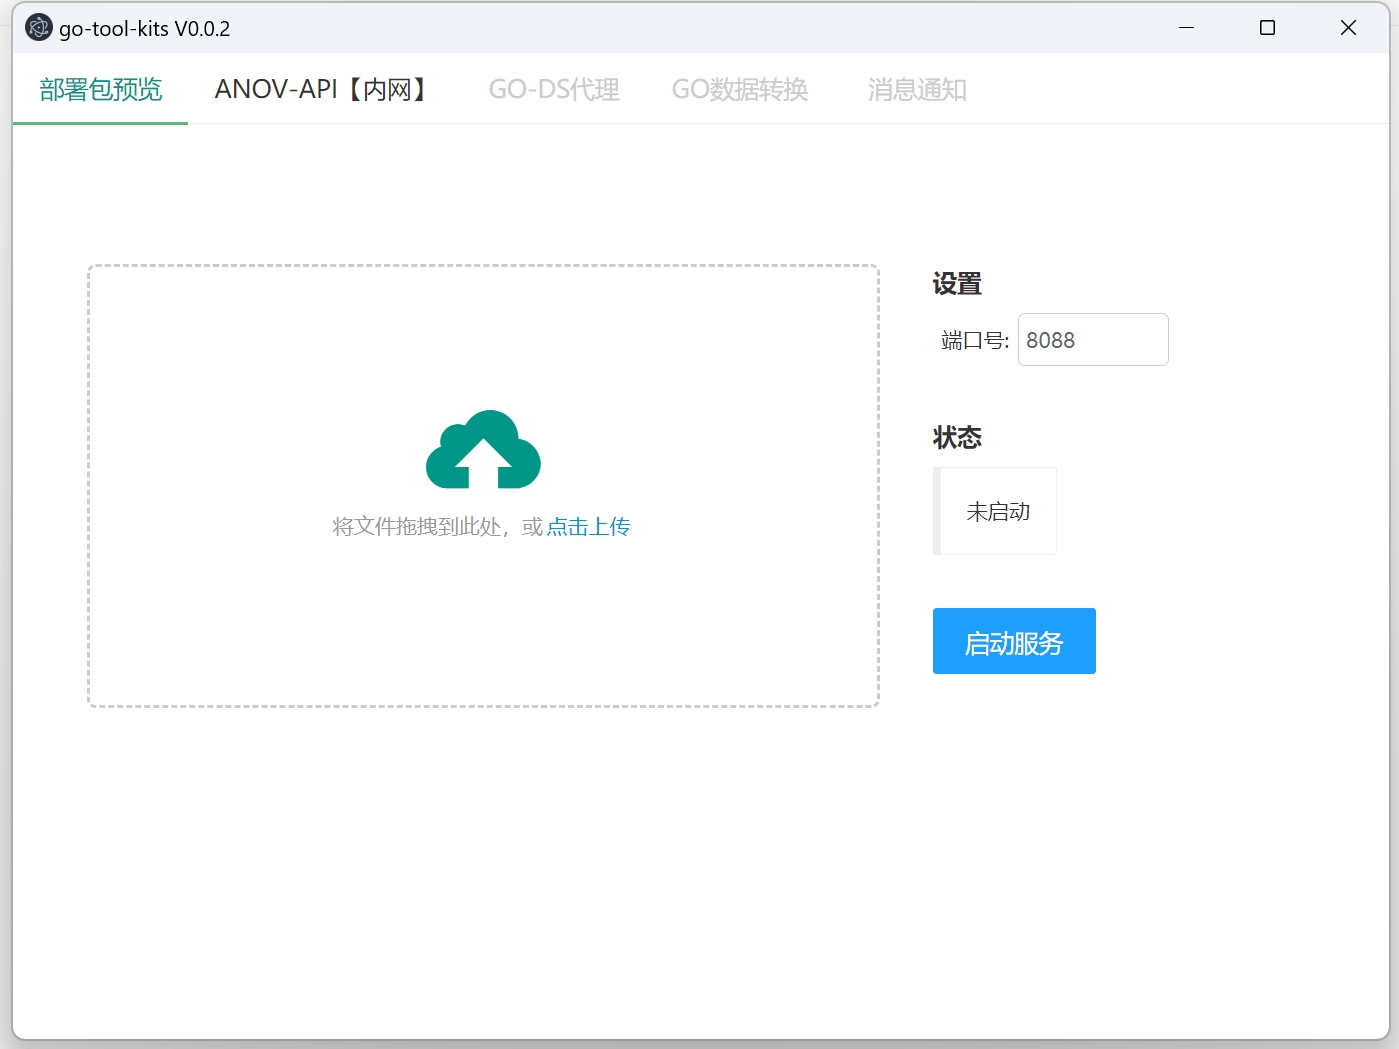 go-tool-kits V0.0.2
部署包预览 ANOV-API【内网】 GO-DS代理 GO数据转换 消息通知
设置
端口号: 8088
状态
未启动
将文件拖拽到此处，或点击上传
启动服务